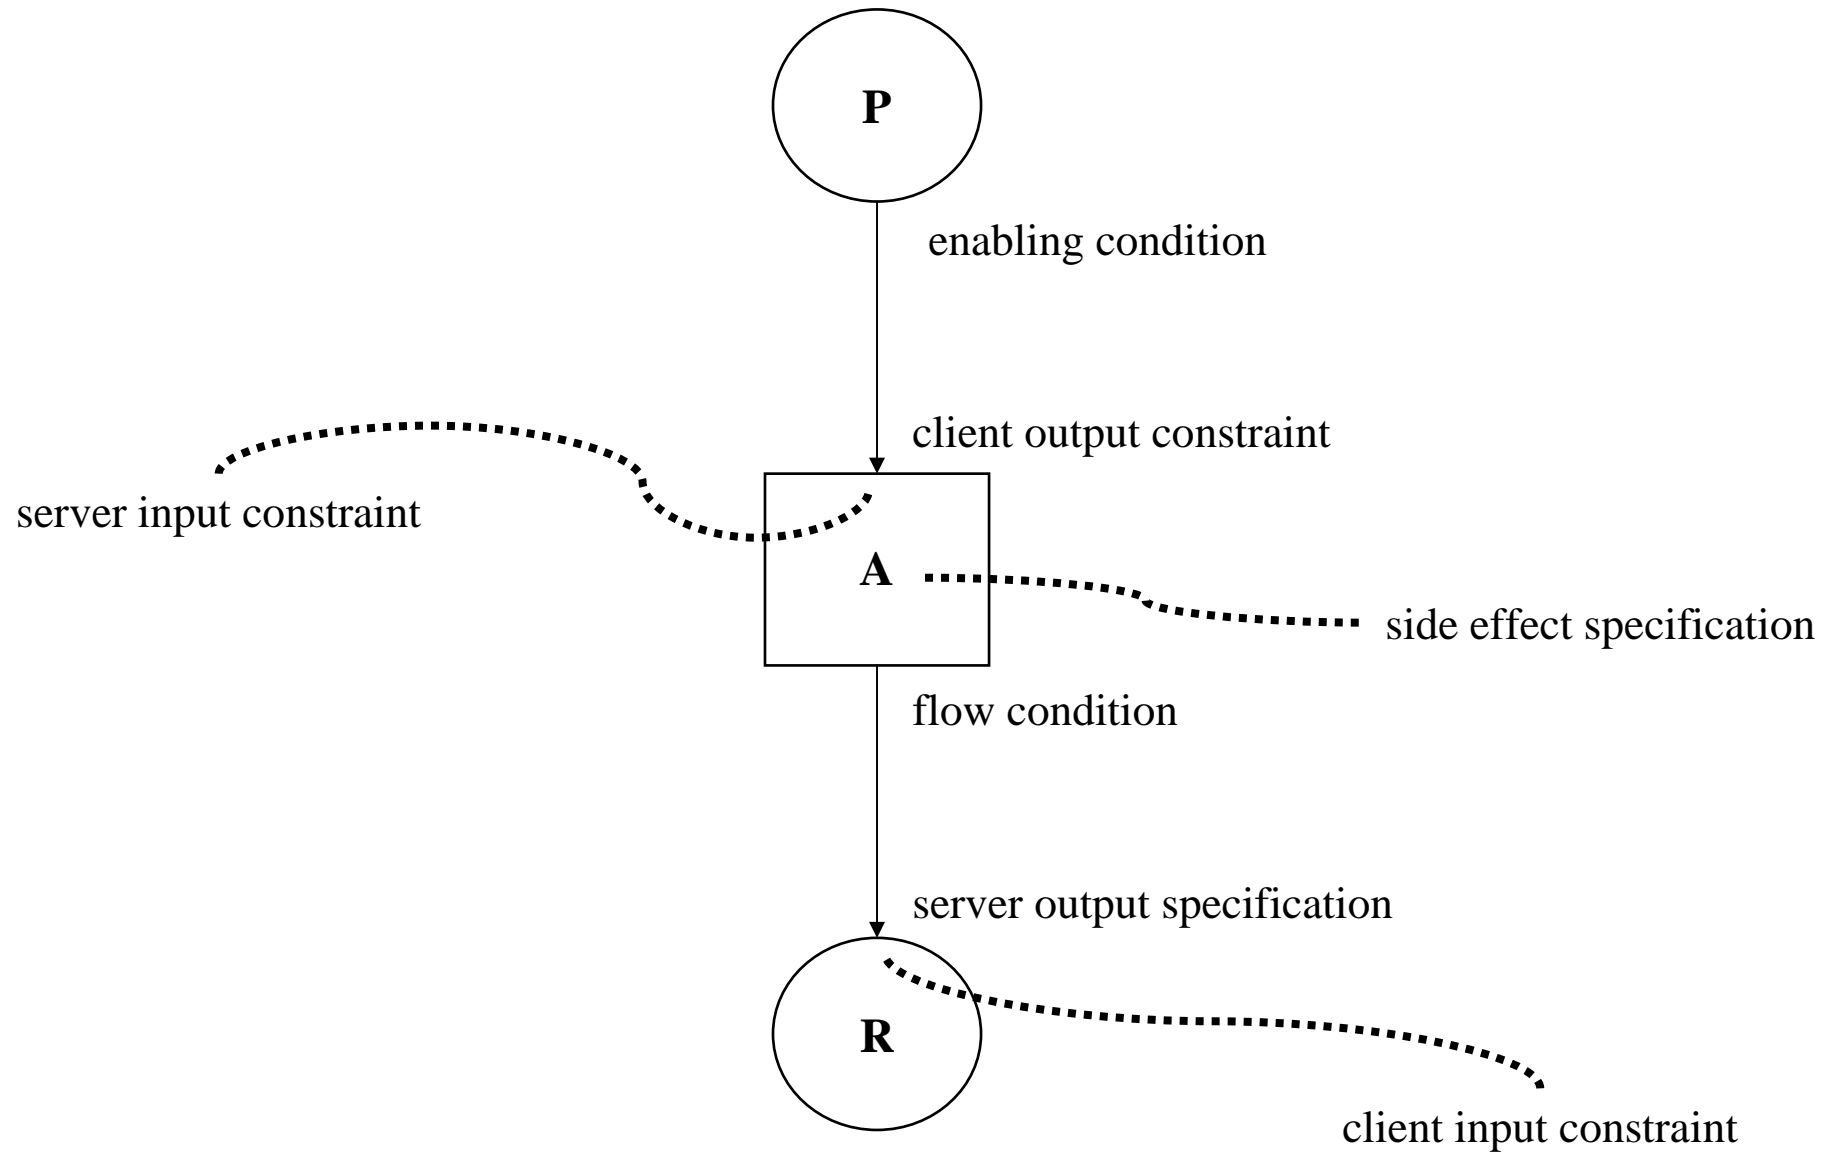 P
enabling condition
client output constraint
server input constraint
A
side effect specification
flow condition
server output specification
R
client input constraint